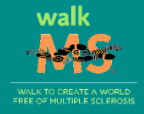 walk
MS
WALK TO CREATE A WORLD
FREE OF MULTIPLE SCLEROSIS